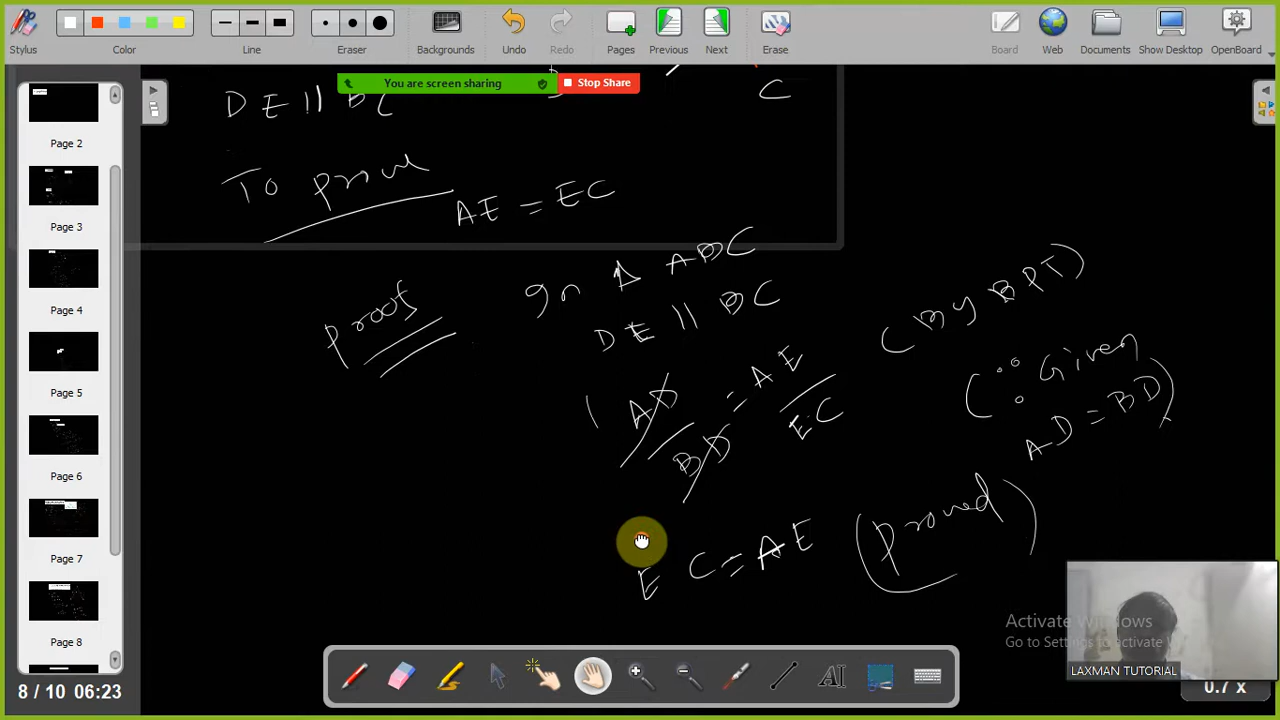 Stylus
Color
Line
Eraser
Backgrounds
Undo
Redo
Pages
Previous
Next
Erase
Board
Web
Documents
Show Desktop
OpenBoard
You are screen sharing
Stop Share
Page 2
Page 3
Page 4
Page 5
Page 6
Page 7
Page 8
C
DE || BC
To prove
AE = EC
Proof
In Δ ABC
DE || BC
1 AD/BD = AE/EC (By BPT)
(∵ Given
AD = BD)
EC = AE (proved)
Activate Windows
Go to Settings to activate W
LAXMAN TUTORIAL
8 / 10 06:23
0.7 x